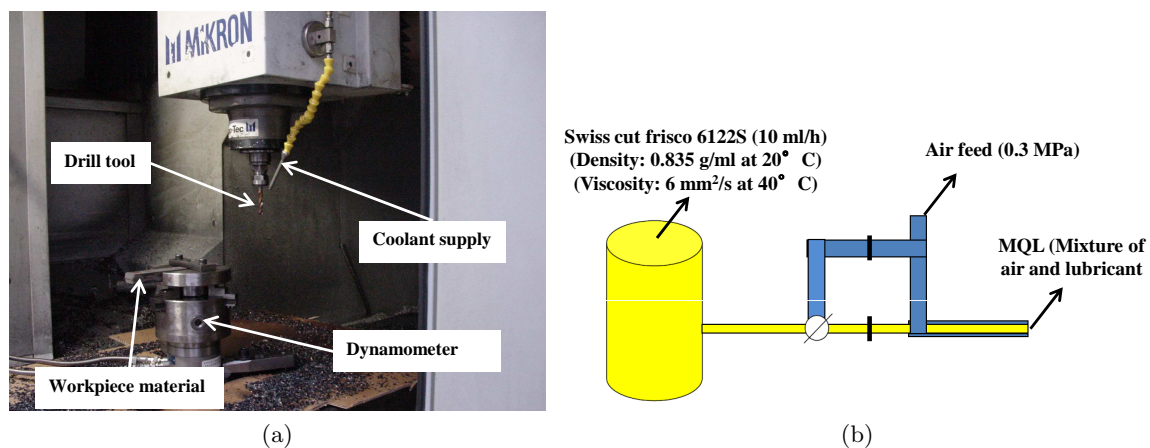 MIKRON
-Tec
Drill tool
Coolant supply
Dynamometer
Workpiece material
(a)
Swiss cut frisco 6122S (10 ml/h)
(Density: 0.835 g/ml at 20° C)
(Viscosity: 6 mm²/s at 40° C)
Air feed (0.3 MPa)
MQL (Mixture of
air and lubricant
(b)